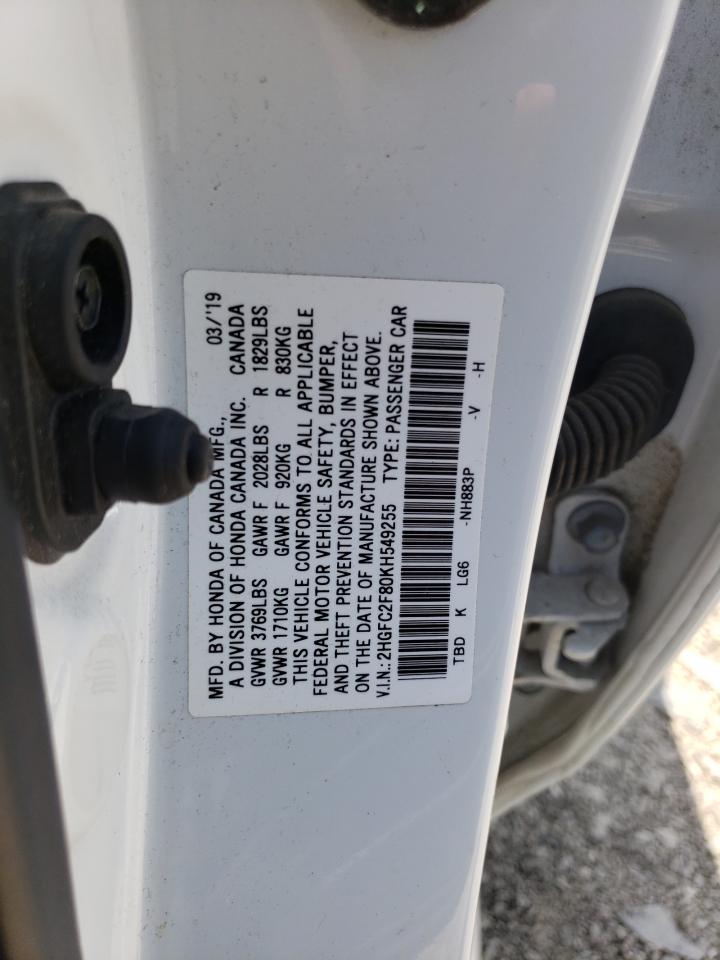 MFD. BY HONDA OF CANADA MFG., 03/'19
A DIVISION OF HONDA CANADA INC. CANADA
GVWR 3769LBS GAWR F 2028LBS R 1829LBS
GVWR 1710KG GAWR F 920KG R 830KG
THIS VEHICLE CONFORMS TO ALL APPLICABLE
FEDERAL MOTOR VEHICLE SAFETY, BUMPER,
AND THEFT PREVENTION STANDARDS IN EFFECT
ON THE DATE OF MANUFACTURE SHOWN ABOVE.
V.I.N.: 2HGFC2F80KH549255 TYPE: PASSENGER CAR
TBD K LG6 -NH883P -V -H